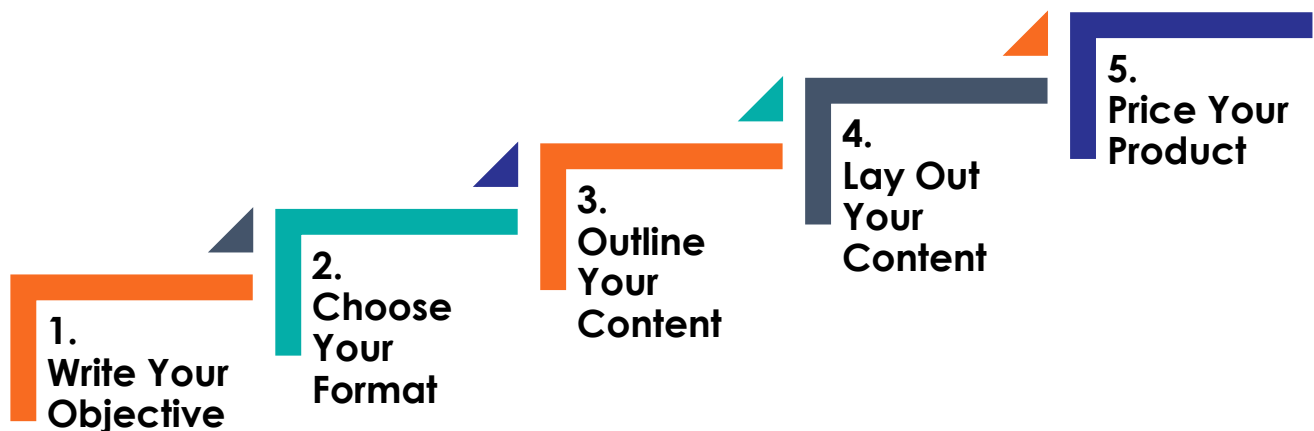 1.
Write Your
Objective
2.
Choose
Your
Format
3.
Outline
Your
Content
4.
Lay Out
Your
Content
5.
Price Your
Product